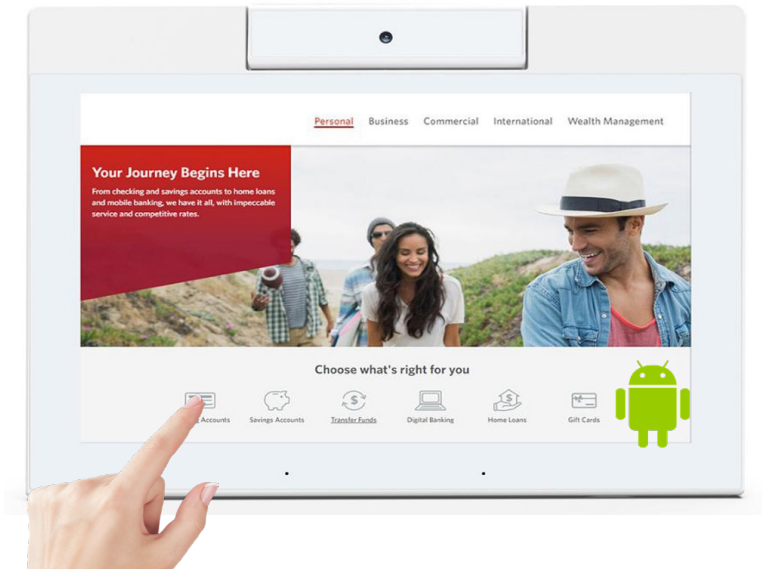 Personal Business Commercial International Wealth Management
Your Journey Begins Here
From checking and savings accounts to home loans
and mobile banking, we have it all, with impeccable
service and competitive rates.
Choose what's right for you
Accounts Savings Accounts Transfer Funds Digital Banking Home Loans Gift Cards